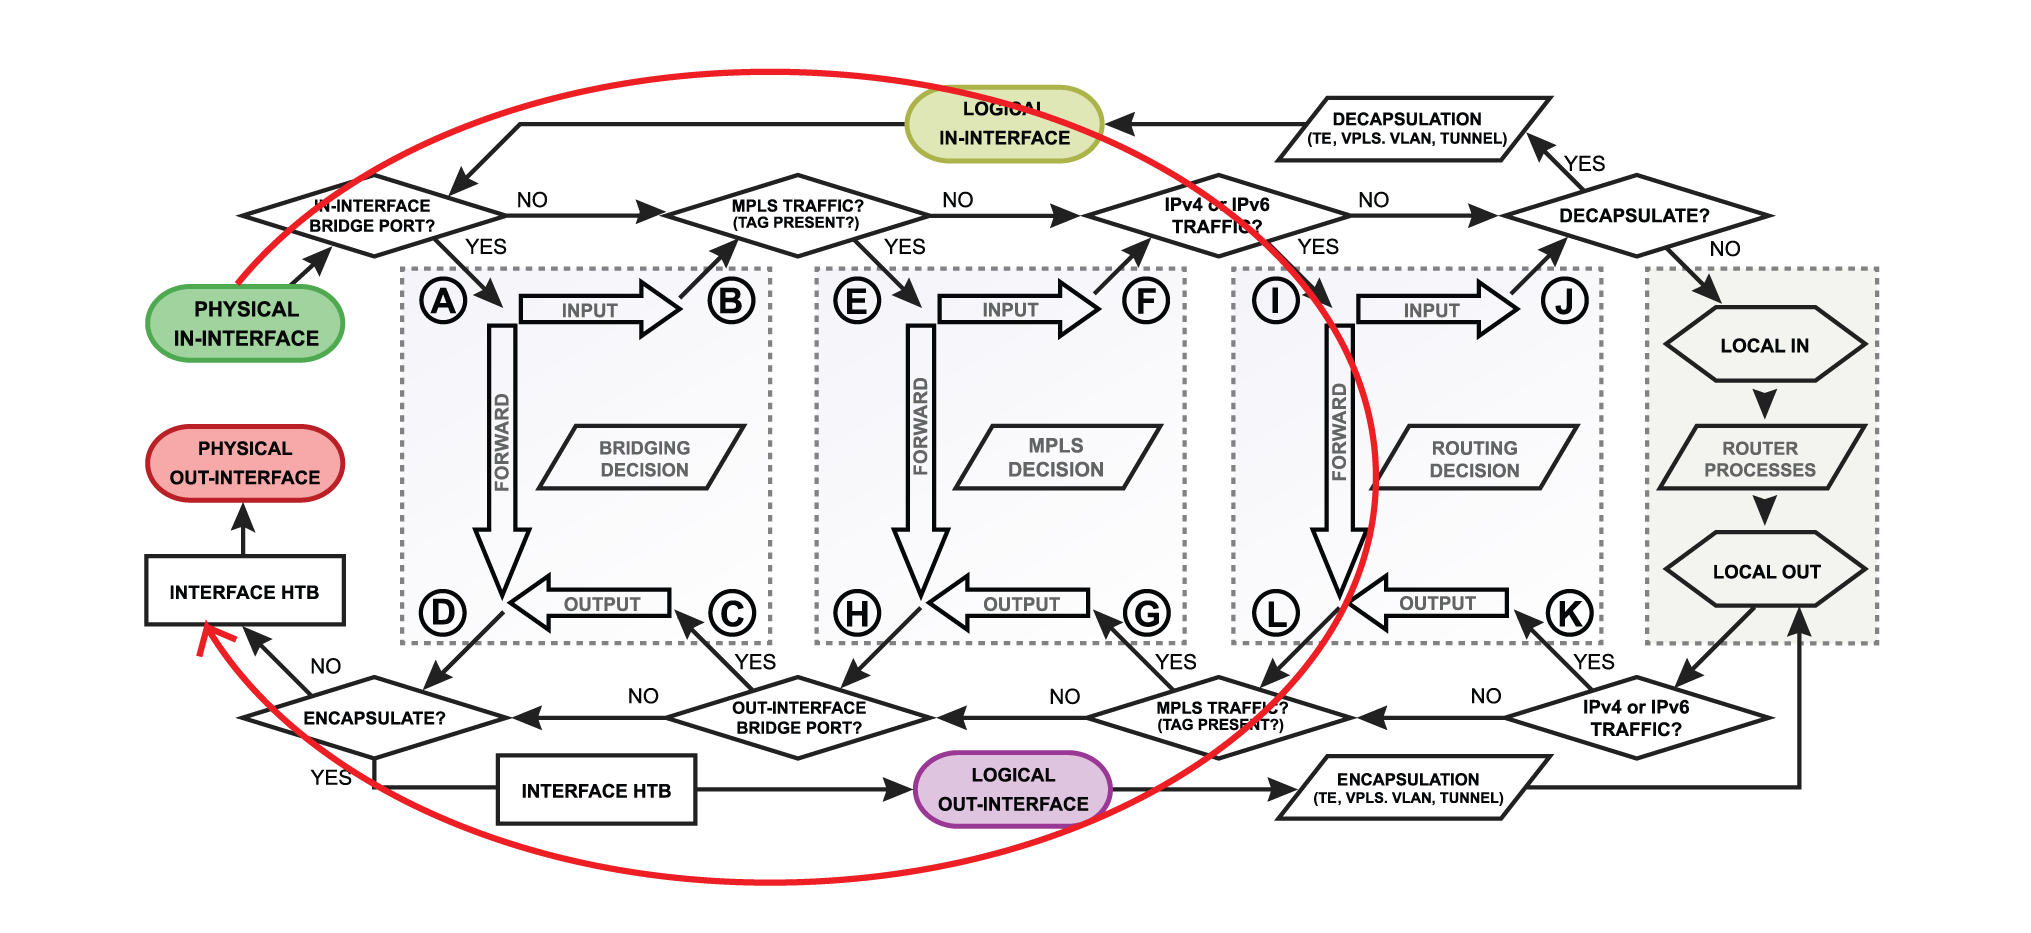 LOGICAL
IN-INTERFACE
DECAPSULATION
(TE, VPLS. VLAN, TUNNEL)
YES
IN-INTERFACE
BRIDGE PORT?
NO
MPLS TRAFFIC?
(TAG PRESENT?)
NO
IPv4 or IPv6
TRAFFIC?
NO
DECAPSULATE?
YES
YES
YES
NO
PHYSICAL
IN-INTERFACE
A
INPUT
B
E
INPUT
F
I
INPUT
J
LOCAL IN
FORWARD
BRIDGING
DECISION
FORWARD
MPLS
DECISION
FORWARD
ROUTING
DECISION
ROUTER
PROCESSES
PHYSICAL
OUT-INTERFACE
LOCAL OUT
INTERFACE HTB
D
OUTPUT
C
H
OUTPUT
G
L
OUTPUT
K
NO
YES
YES
YES
ENCAPSULATE?
NO
OUT-INTERFACE
BRIDGE PORT?
NO
MPLS TRAFFIC?
(TAG PRESENT?)
NO
IPv4 or IPv6
TRAFFIC?
YES
INTERFACE HTB
LOGICAL
OUT-INTERFACE
ENCAPSULATION
(TE, VPLS. VLAN, TUNNEL)